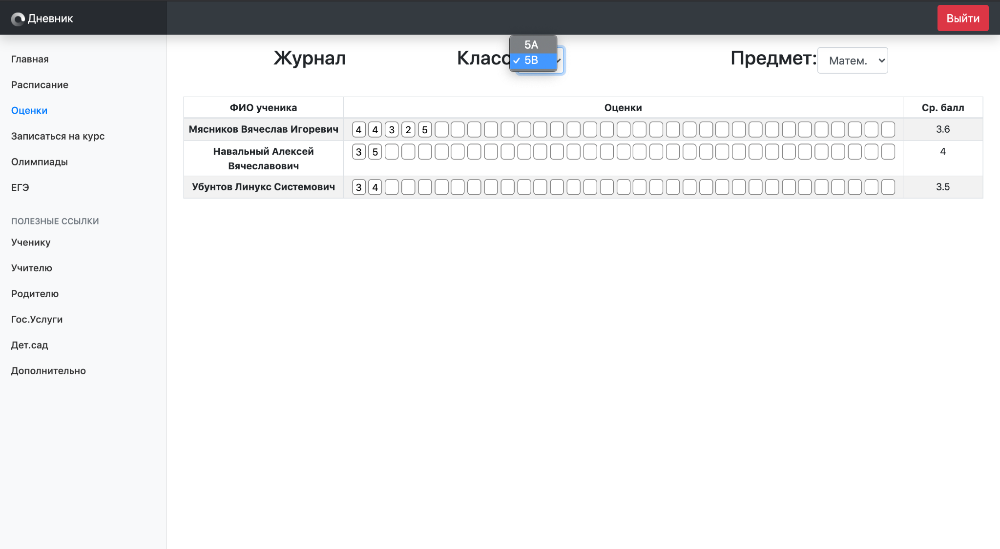 Дневник
Выйти
Главная
Расписание
Оценки
Записаться на курс
Олимпиады
ЕГЭ
ПОЛЕЗНЫЕ ССЫЛКИ
Ученику
Учителю
Родителю
Гос.Услуги
Дет.сад
Дополнительно
Журнал
Класс
5А
✓ 5В
Предмет: Матем.
ФИО ученика Оценки Ср. балл
Мясников Вячеслав Игоревич 4 4 3 2 5 3.6
Навальный Алексей 3 5 4
Вячеславович
Убунтов Линукс Системович 3 4 3.5